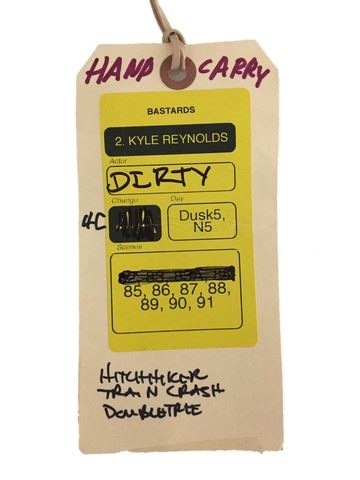 HAND CARRY
BASTARDS
2. KYLE REYNOLDS
Actor
DIRTY
Change Day
4C
Dusk5,
N5
Scenes
85, 86, 87, 88,
89, 90, 91
HITCHHIKER
TRAIN CRASH
DOUBLETREE